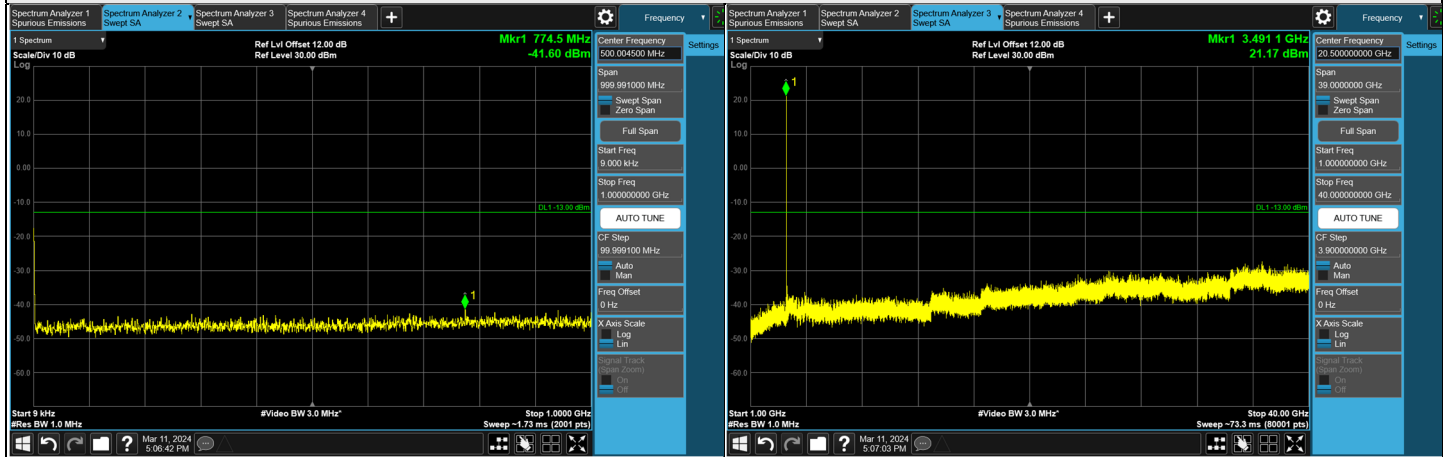 Spectrum Analyzer 1
Spurious Emissions
Spectrum Analyzer 2
Swept SA
Spectrum Analyzer 3
Swept SA
Spectrum Analyzer 4
Spurious Emissions
+
Frequency
1 Spectrum
Scale/Div 10 dB
Ref Lvl Offset 12.00 dB
Ref Level 30.00 dBm
Mkr1 774.5 MHz
-41.60 dBm
Log
20.0
10.0
0.00
-10.0
-20.0
-30.0
-40.0
-50.0
-60.0
DL1 -13.00 dBm
1
Start 9 kHz
#Res BW 1.0 MHz
#Video BW 3.0 MHz*
Stop 1.0000 GHz
Sweep ~1.73 ms (2001 pts)
Center Frequency
500.004500 MHz
Settings
Span
999.991000 MHz
Swept Span
Zero Span
Full Span
Start Freq
9.000 kHz
Stop Freq
1.000000000 GHz
AUTO TUNE
CF Step
99.999100 MHz
Auto
Man
Freq Offset
0 Hz
X Axis Scale
Log
Lin
Signal Track
(Span Zoom)
On
Off
?
Mar 11, 2024
5:06:42 PM
Spectrum Analyzer 1
Spurious Emissions
Spectrum Analyzer 2
Swept SA
Spectrum Analyzer 3
Swept SA
Spectrum Analyzer 4
Spurious Emissions
+
Frequency
1 Spectrum
Scale/Div 10 dB
Ref Lvl Offset 12.00 dB
Ref Level 30.00 dBm
Mkr1 3.491 1 GHz
21.17 dBm
Log
20.0
10.0
0.00
-10.0
-20.0
-30.0
-40.0
-50.0
-60.0
DL1 -13.00 dBm
1
Start 1.00 GHz
#Res BW 1.0 MHz
#Video BW 3.0 MHz*
Stop 40.00 GHz
Sweep ~73.3 ms (80001 pts)
Center Frequency
20.500000000 GHz
Settings
Span
39.0000000 GHz
Swept Span
Zero Span
Full Span
Start Freq
1.000000000 GHz
Stop Freq
40.000000000 GHz
AUTO TUNE
CF Step
3.900000000 GHz
Auto
Man
Freq Offset
0 Hz
X Axis Scale
Log
Lin
Signal Track
(Span Zoom)
On
Off
?
Mar 11, 2024
5:07:03 PM